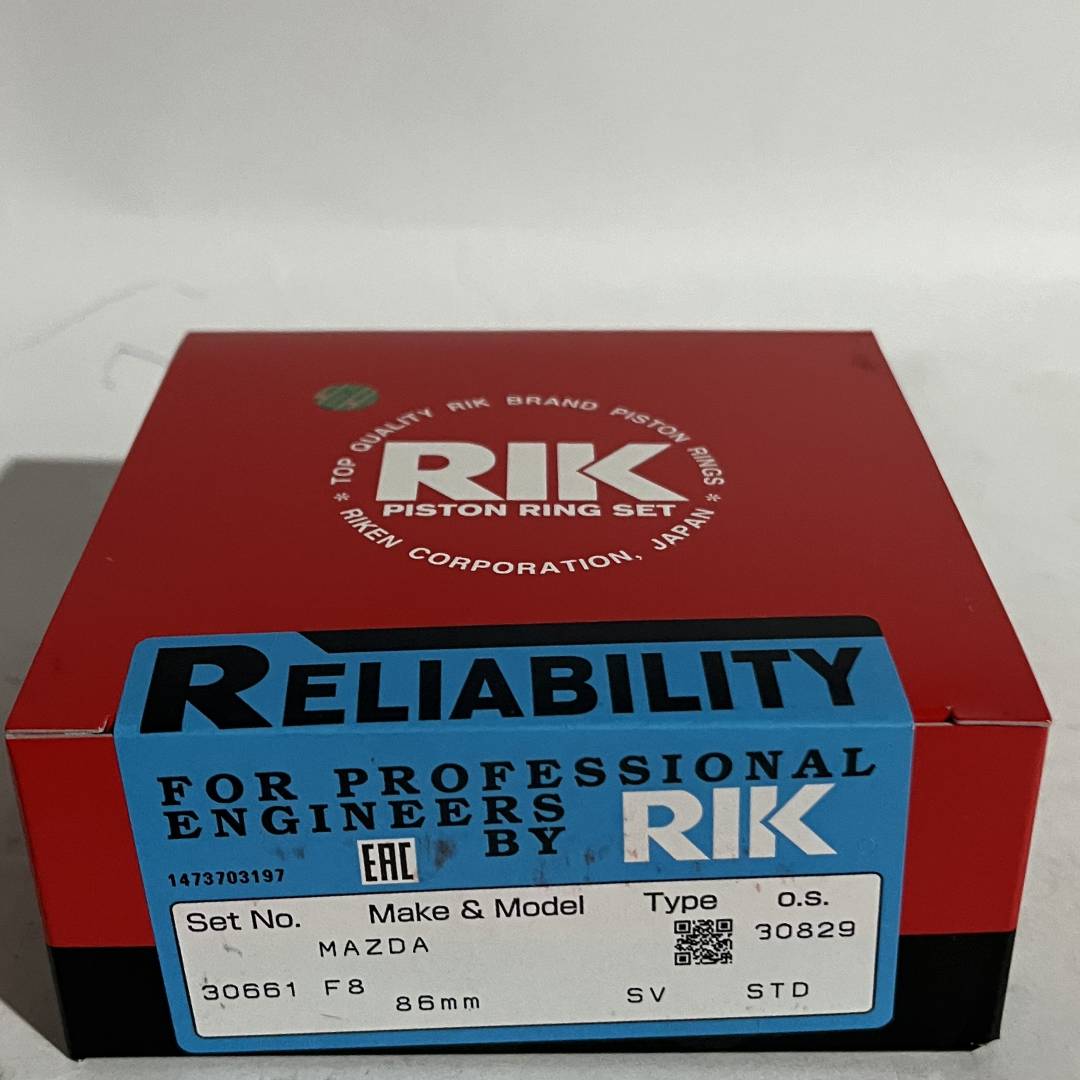 TOP QUALITY RIK BRAND PISTON RINGS
RIK
PISTON RING SET
* RIKEN CORPORATION, JAPAN *
RELIABILITY
FOR PROFESSIONAL
ENGINEERS
BY RIK
EAC
1473703197
Set No. Make & Model Type O.S.
MAZDA 30829
30661 F8 86mm SV STD